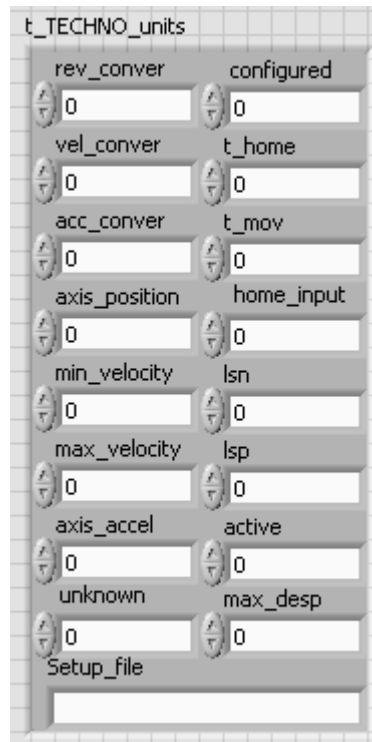 t_TECHNO_units
rev_conver configured
0 0
vel_conver t_home
0 0
acc_conver t_mov
0 0
axis_position home_input
0 0
min_velocity lsn
0 0
max_velocity lsp
0 0
axis_accel active
0 0
unknown max_desp
0 0
Setup_file